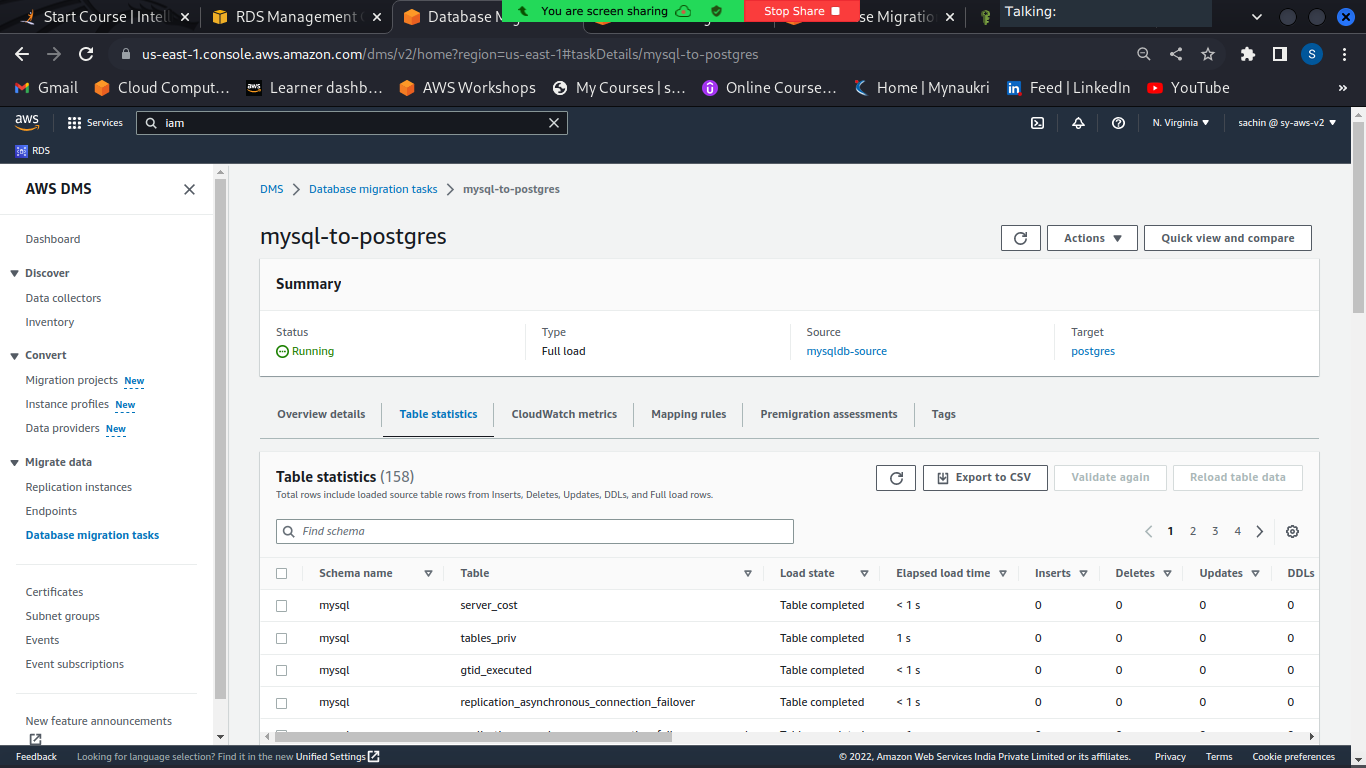 Start Course | Intell
RDS Management C
Database M
You are screen sharing
Stop Share
ase Migration
Talking:
us-east-1.console.aws.amazon.com/dms/v2/home?region=us-east-1#taskDetails/mysql-to-postgres
S
Gmail
Cloud Comput…
aws
Learner dashb…
AWS Workshops
My Courses | s…
Online Course…
Home | Mynaukri
Feed | LinkedIn
YouTube
»
aws
Services
iam
N. Virginia
sachin @ sy-aws-v2
RDS
AWS DMS
Dashboard
Discover
Data collectors
Inventory
Convert
Migration projects New
Instance profiles New
Data providers New
Migrate data
Replication instances
Endpoints
Database migration tasks
Certificates
Subnet groups
Events
Event subscriptions
New feature announcements
DMS > Database migration tasks > mysql-to-postgres
mysql-to-postgres
Actions
Quick view and compare
Summary
Status
Type
Source
Target
Running
Full load
mysqldb-source
postgres
Overview details
Table statistics
CloudWatch metrics
Mapping rules
Premigration assessments
Tags
Table statistics (158)
Total rows include loaded source table rows from Inserts, Deletes, Updates, DDLs, and Full load rows.
Export to CSV
Validate again
Reload table data
Find schema
1 2 3 4
Schema name Table Load state Elapsed load time Inserts Deletes Updates DDLs
mysql server_cost Table completed < 1 s 0 0 0 0
mysql tables_priv Table completed 1 s 0 0 0 0
mysql gtid_executed Table completed < 1 s 0 0 0 0
mysql replication_asynchronous_connection_failover Table completed < 1 s 0 0 0 0
Feedback
Looking for language selection? Find it in the new Unified Settings
© 2022, Amazon Web Services India Private Limited or its affiliates.
Privacy
Terms
Cookie preferences